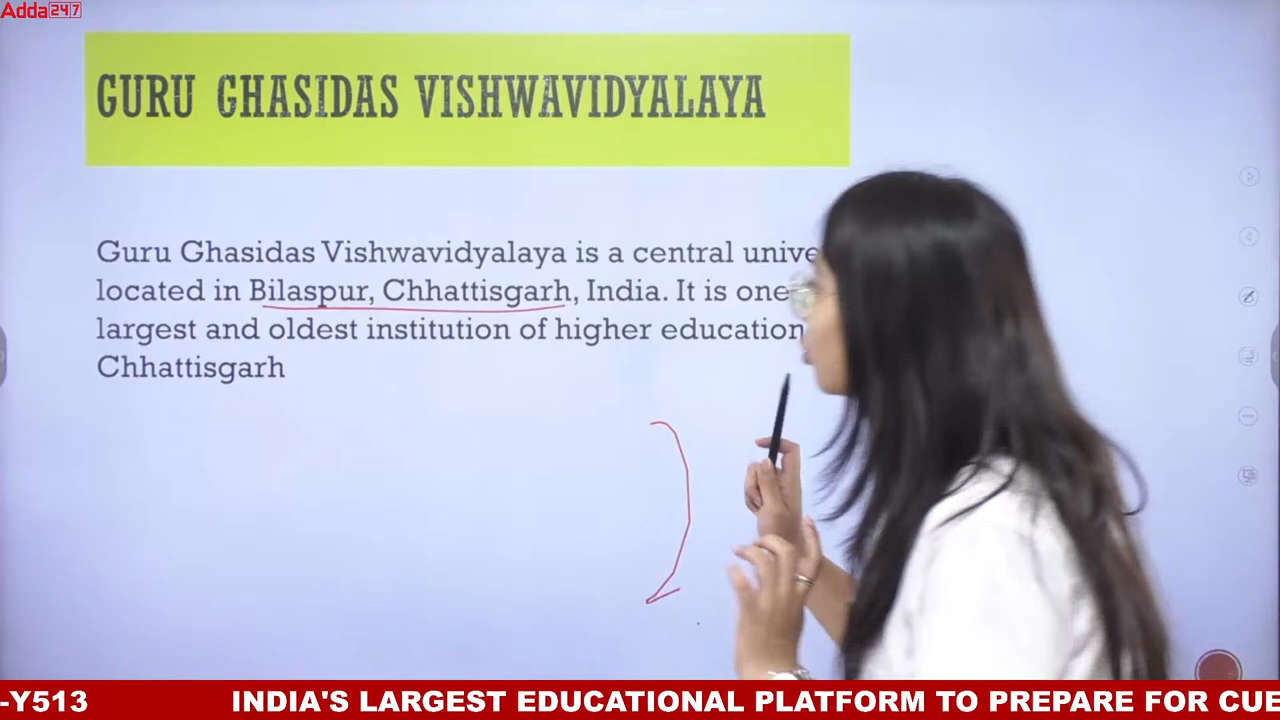 Adda247
GURU GHASIDAS VISHWAVIDYALAYA
Guru Ghasidas Vishwavidyalaya is a central
located in Bilaspur, Chhattisgarh, India. It is one
largest and oldest institution of higher education
Chhattisgarh
-Y513 INDIA'S LARGEST EDUCATIONAL PLATFORM TO PREPARE FOR CUE